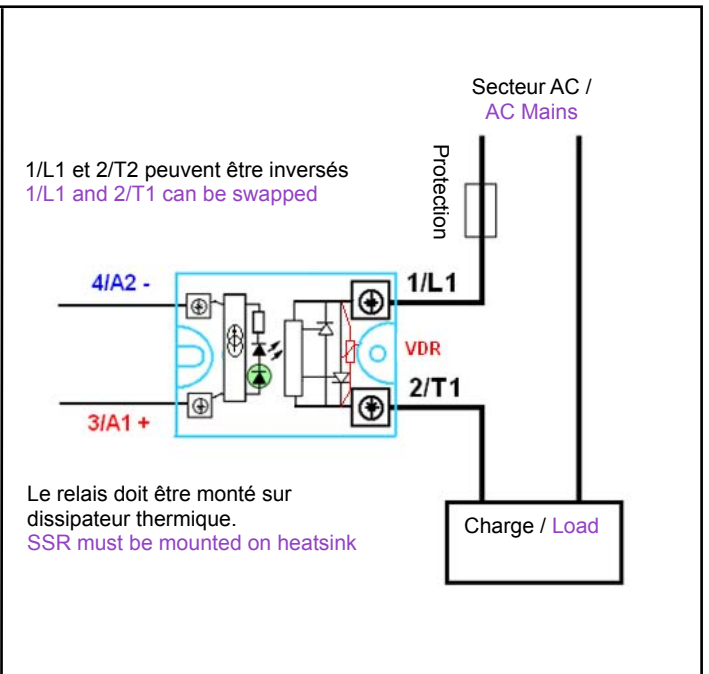 Secteur AC /
AC Mains
1/L1 et 2/T2 peuvent être inversés
1/L1 and 2/T1 can be swapped
Protection
4/A2 -
1/L1
VDR
2/T1
3/A1 +
Le relais doit être monté sur
dissipateur thermique.
SSR must be mounted on heatsink
Charge / Load